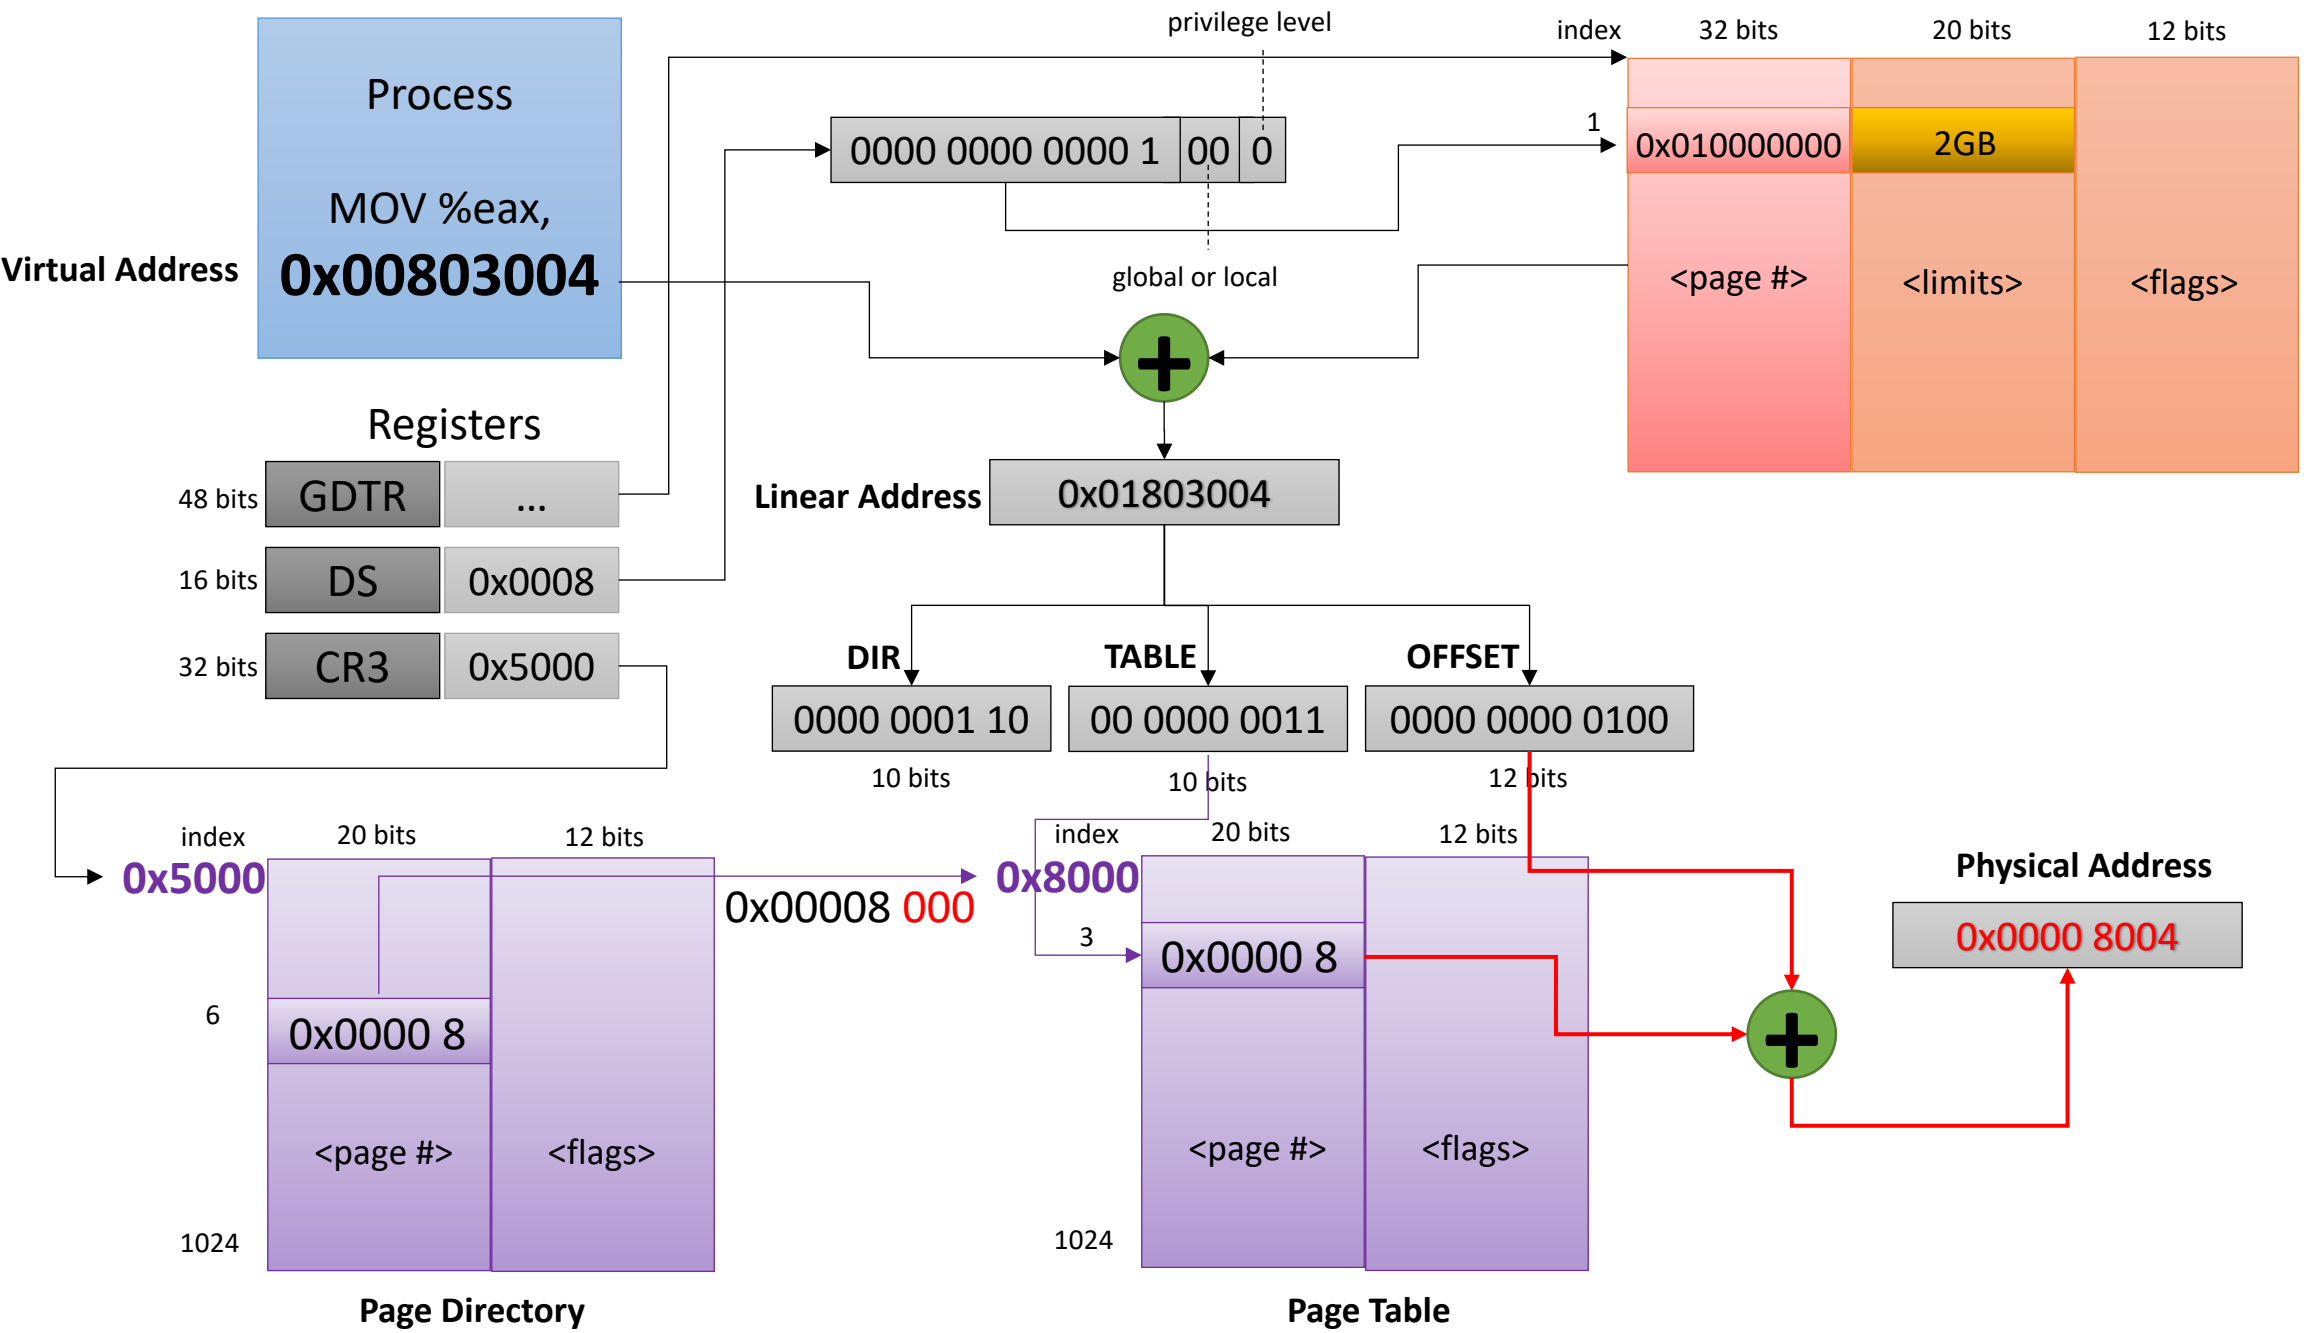 privilege level
index
32 bits
20 bits
12 bits
Process
MOV %eax,
0x00803004
Virtual Address
0000 0000 0000 1
00
0
global or local
1
0x010000000
2GB
<page #>
<limits>
<flags>
Registers
48 bits
GDTR
...
16 bits
DS
0x0008
32 bits
CR3
0x5000
Linear Address
0x01803004
DIR
TABLE
OFFSET
0000 0001 10
00 0000 0011
0000 0000 0100
10 bits
10 bits
12 bits
index
20 bits
12 bits
0x5000
0x00008 000
6
0x0000 8
<page #>
<flags>
1024
Page Directory
index
20 bits
12 bits
0x8000
3
0x0000 8
<page #>
<flags>
1024
Page Table
Physical Address
0x0000 8004